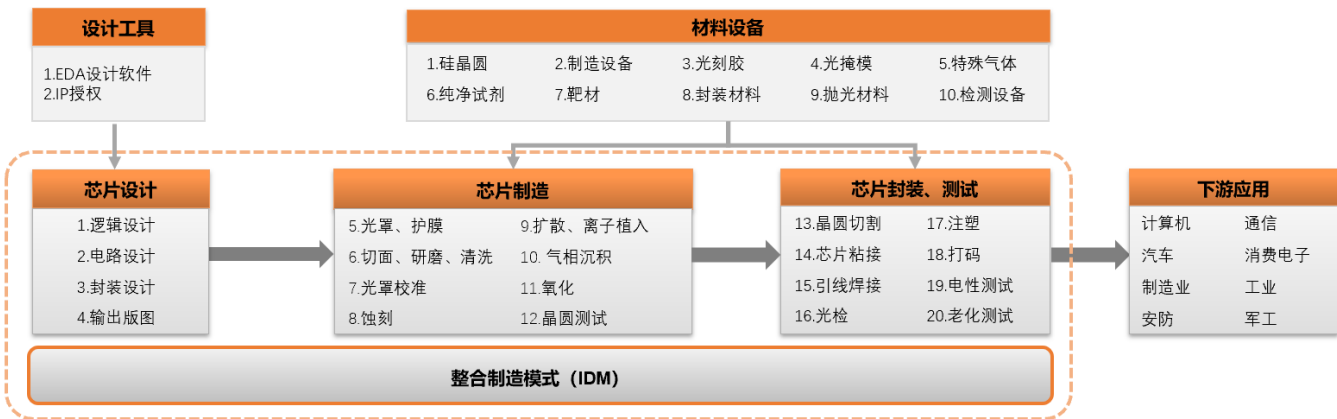 设计工具
1.EDA设计软件
2.IP授权
材料设备
1.硅晶圆 2.制造设备 3.光刻胶 4.光掩模 5.特殊气体
6.纯净试剂 7.靶材 8.封装材料 9.抛光材料 10.检测设备
芯片设计
1.逻辑设计
2.电路设计
3.封装设计
4.输出版图
芯片制造
5.光罩、护膜 9.扩散、离子植入
6.切面、研磨、清洗 10. 气相沉积
7.光罩校准 11.氧化
8.蚀刻 12.晶圆测试
芯片封装、测试
13.晶圆切割 17.注塑
14.芯片粘接 18.打码
15.引线焊接 19.电性测试
16.光检 20.老化测试
下游应用
计算机 通信
汽车 消费电子
制造业 工业
安防 军工
整合制造模式（IDM）